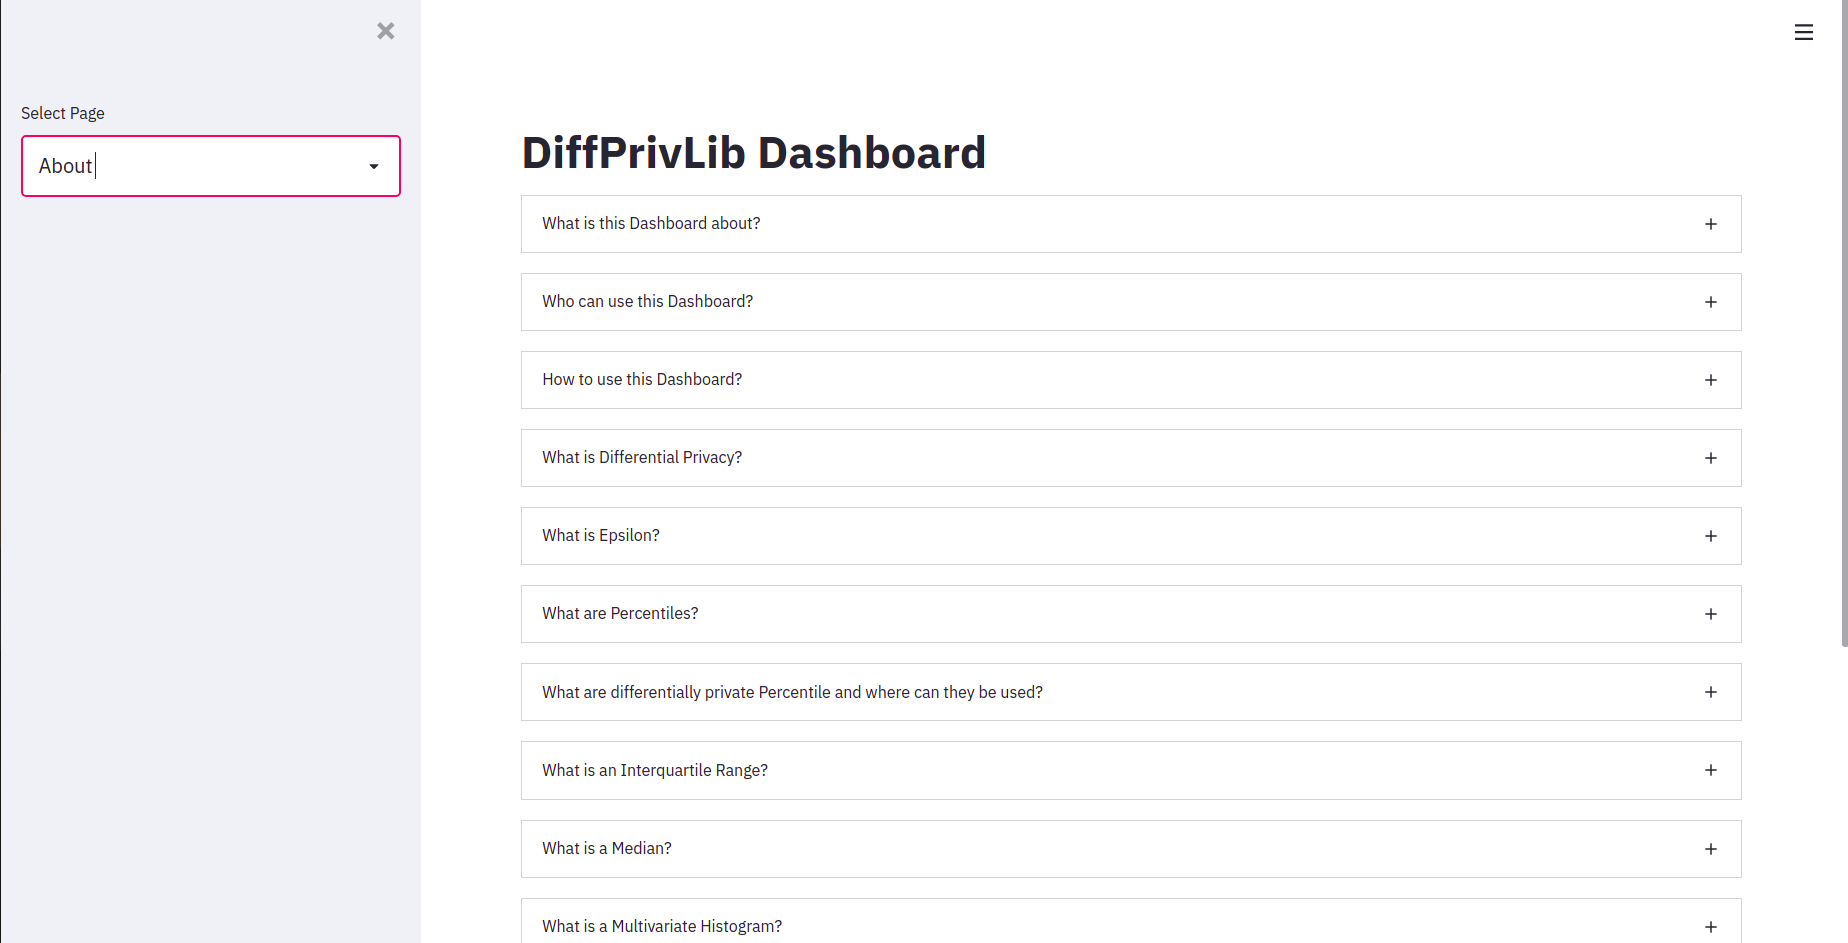 Select Page
About
DiffPrivLib Dashboard
What is this Dashboard about?
Who can use this Dashboard?
How to use this Dashboard?
What is Differential Privacy?
What is Epsilon?
What are Percentiles?
What are differentially private Percentile and where can they be used?
What is an Interquartile Range?
What is a Median?
What is a Multivariate Histogram?